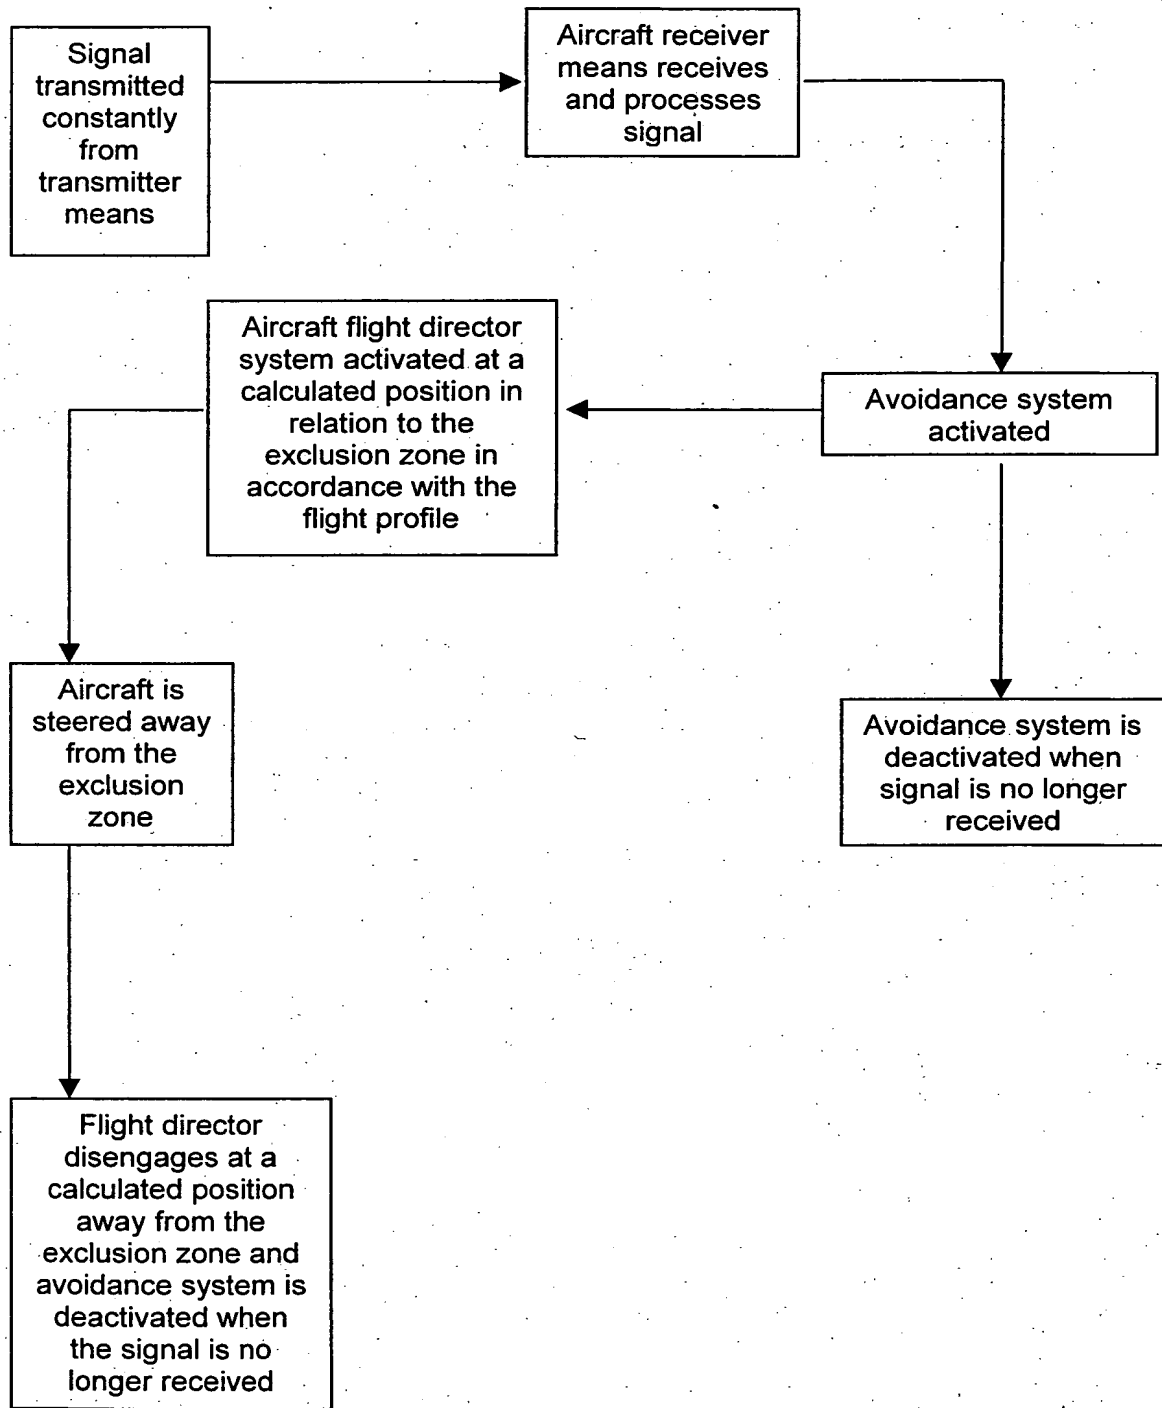 Signal
transmitted
constantly
from
transmitter
means
Aircraft receiver
means receives
and processes
signal
Aircraft flight director
system activated at a
calculated position in
relation to the
exclusion zone in
accordance with the
flight profile
Avoidance system
activated
Aircraft is
steered away
from the
exclusion
zone
Avoidance system is
deactivated when
signal is no longer
received
Flight director
disengages at a
calculated position
away from the
exclusion zone and
avoidance system is
deactivated when
the signal is no
longer received